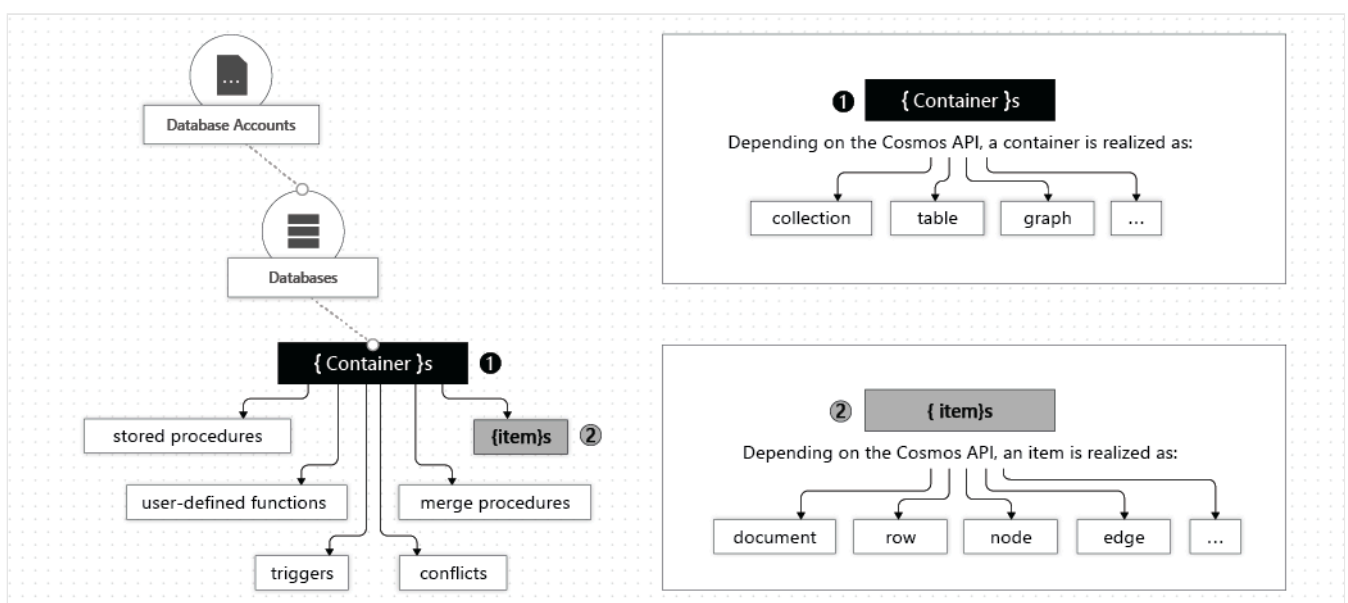 ...
Database Accounts
Databases
{ Container }s 1
stored procedures
{item}s 2
user-defined functions
merge procedures
triggers
conflicts
1 { Container }s
Depending on the Cosmos API, a container is realized as:
collection
table
graph
...
2 { item}s
Depending on the Cosmos API, an item is realized as:
document
row
node
edge
...